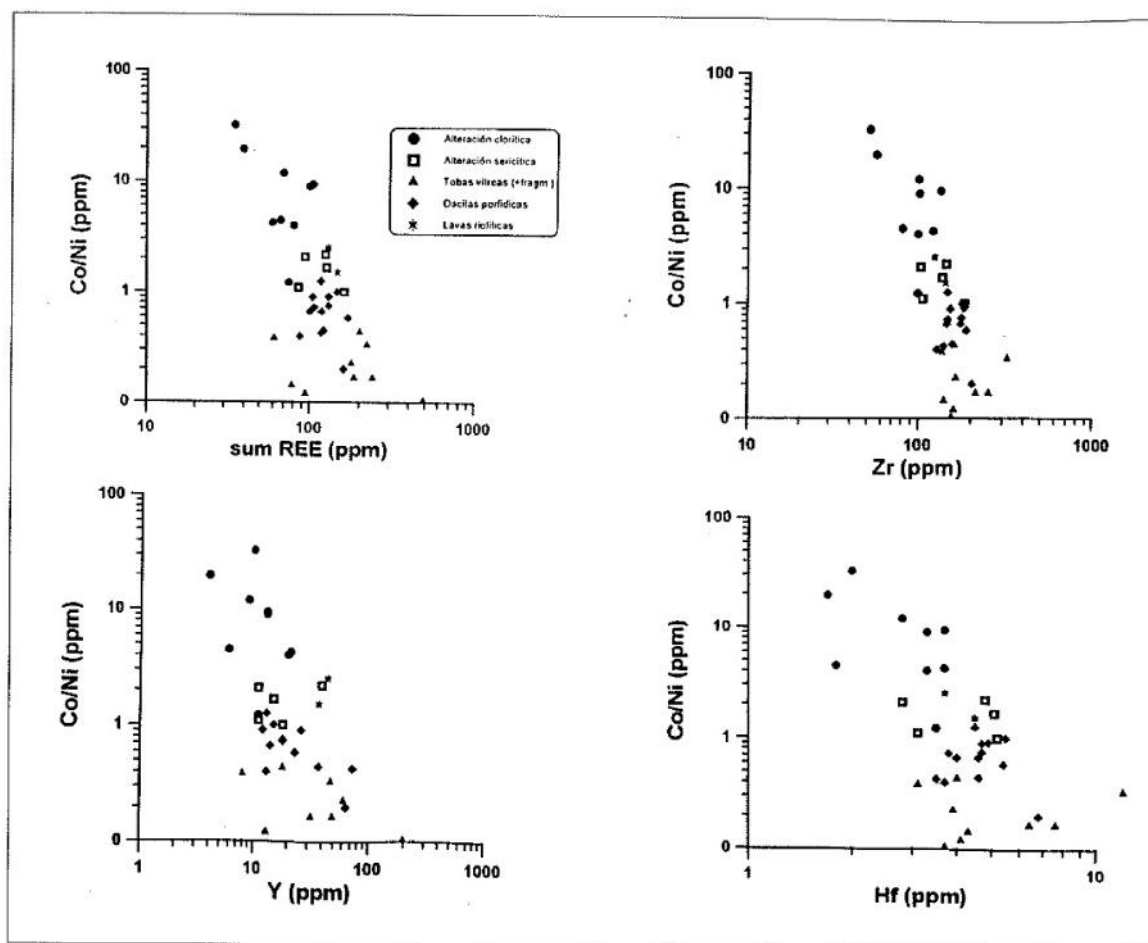 100
10
1
0
Co/Ni (ppm)
10
100
1000
sum REE (ppm)
Alteración clorítica
Alteración sericítica
Tobas vítreas (+fragm )
Dacitas porfídicas
Lavas riolíticas
100
10
1
0
Co/Ni (ppm)
10
100
1000
Zr (ppm)
100
10
1
0
Co/Ni (ppm)
1
10
100
1000
Y (ppm)
100
10
1
0
Co/Ni (ppm)
1
10
Hf (ppm)